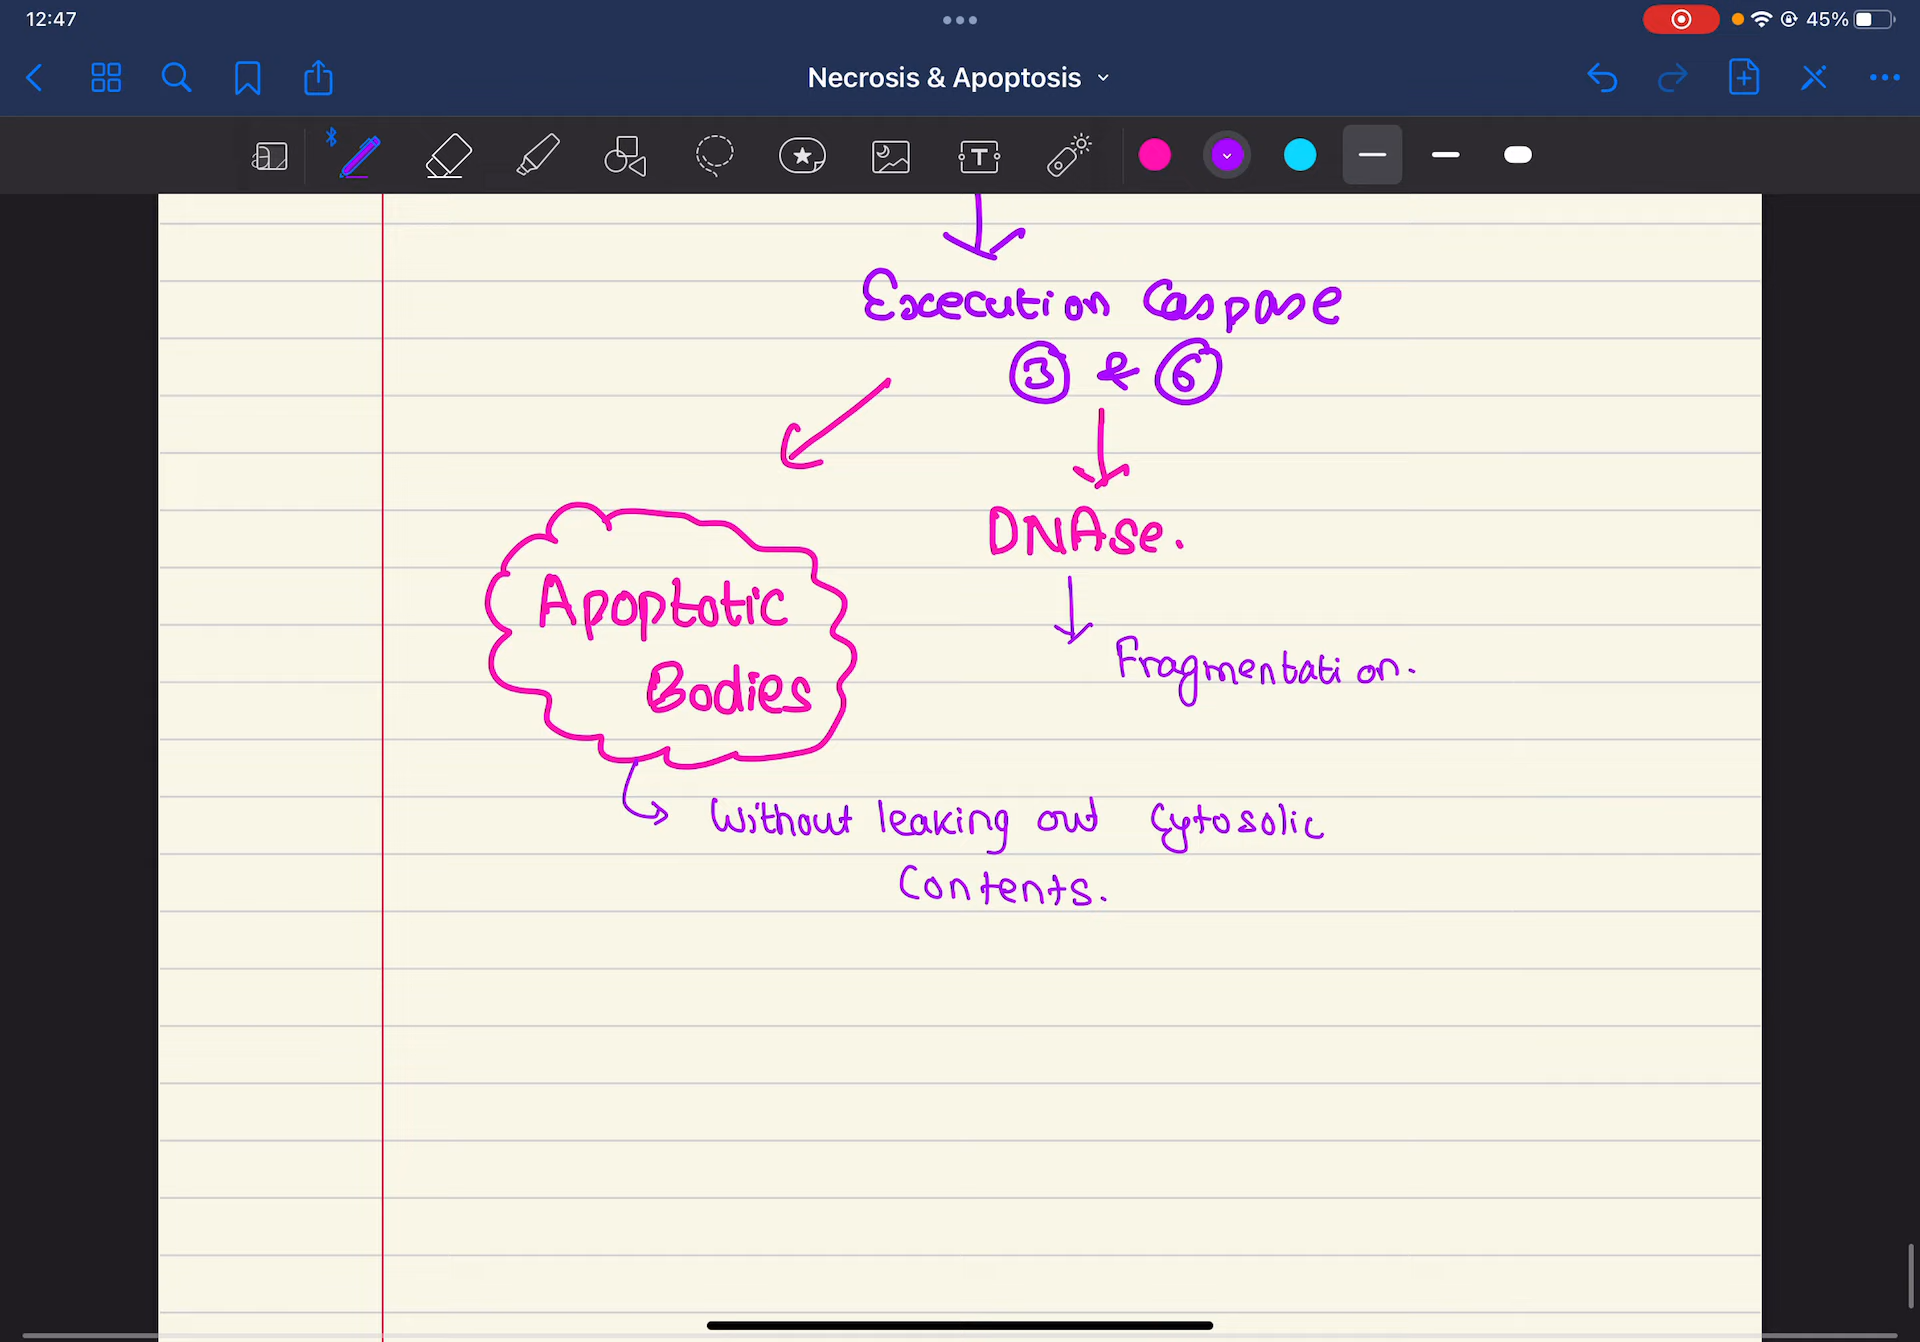 12:47
45%
Necrosis & Apoptosis
T
Execution Caspase
3 & 6
DNAse.
Apoptotic
Bodies
Fragmentation.
Without leaking out Cytosolic
Contents.